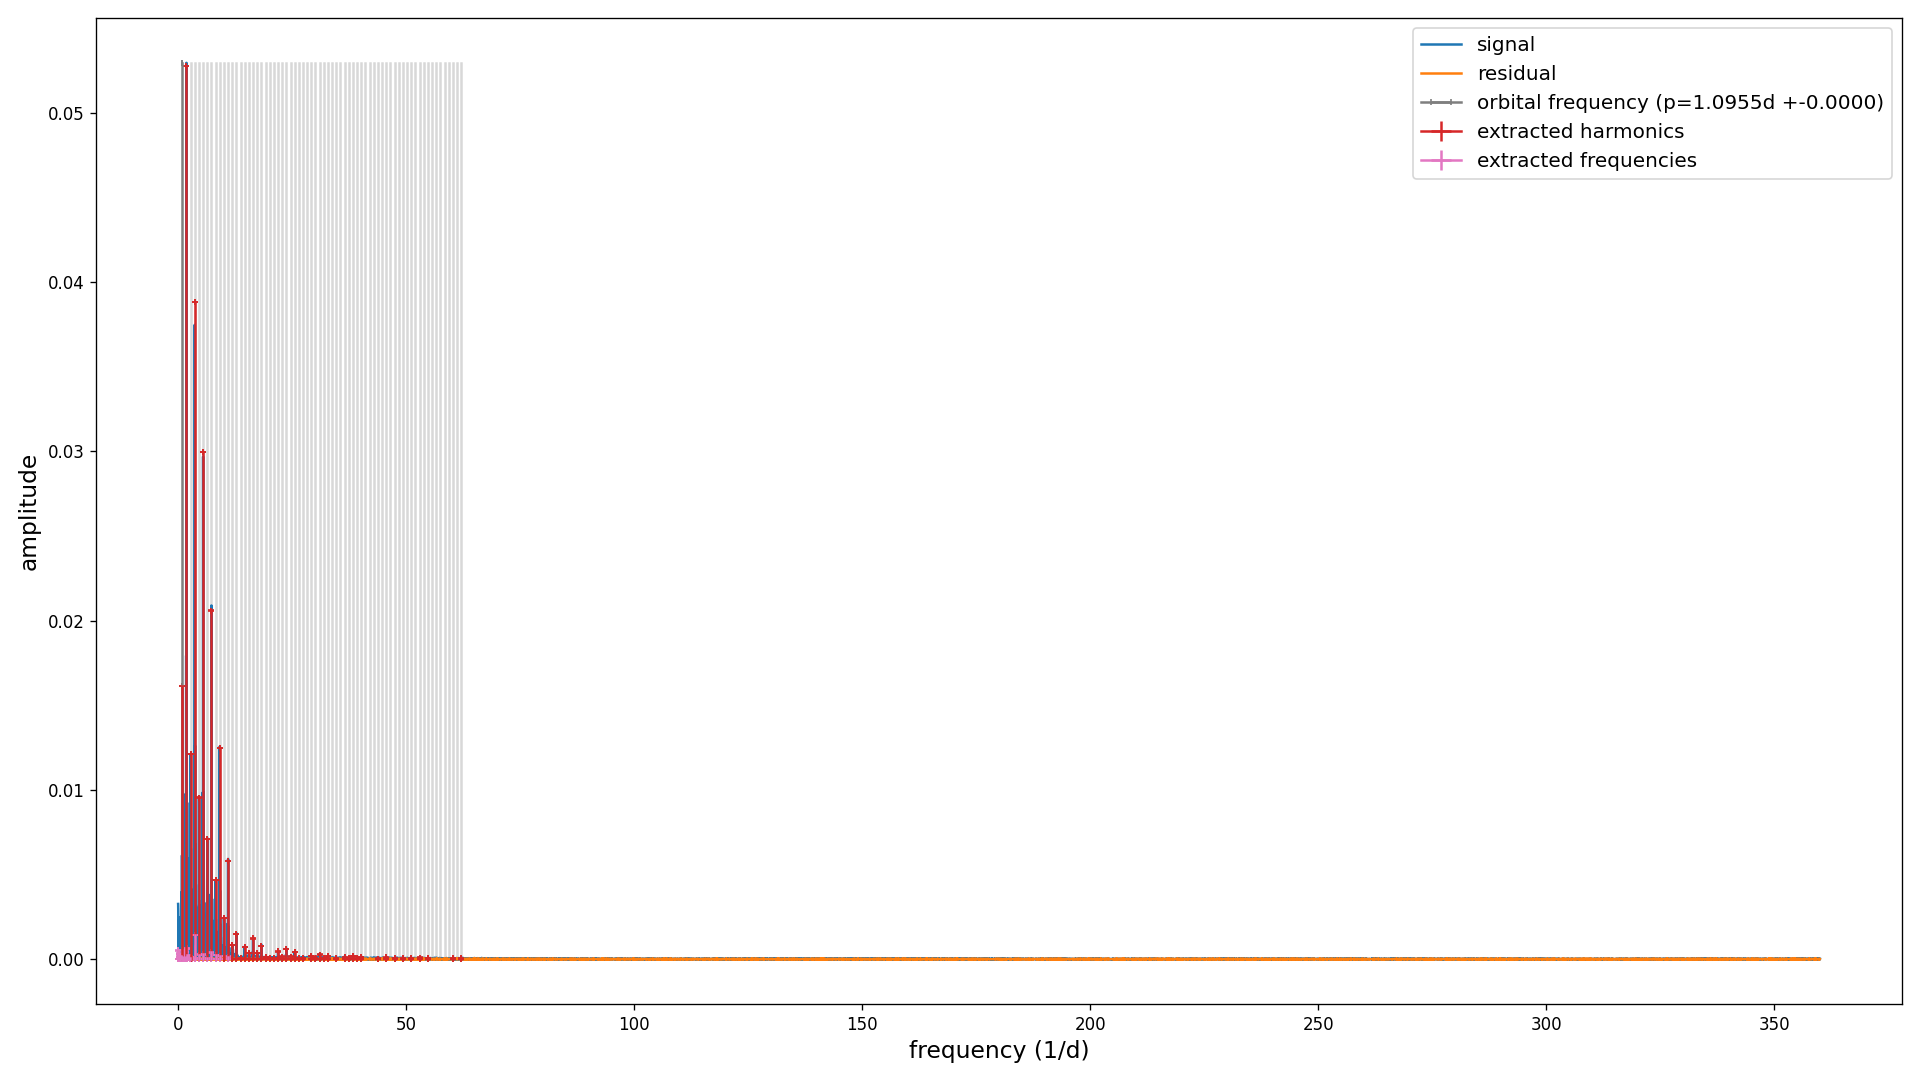 signal
residual
orbital frequency (p=1.0955d +-0.0000)
extracted harmonics
extracted frequencies
amplitude
0.05
0.04
0.03
0.02
0.01
0.00
0 50 100 150 200 250 300 350
frequency (1/d)